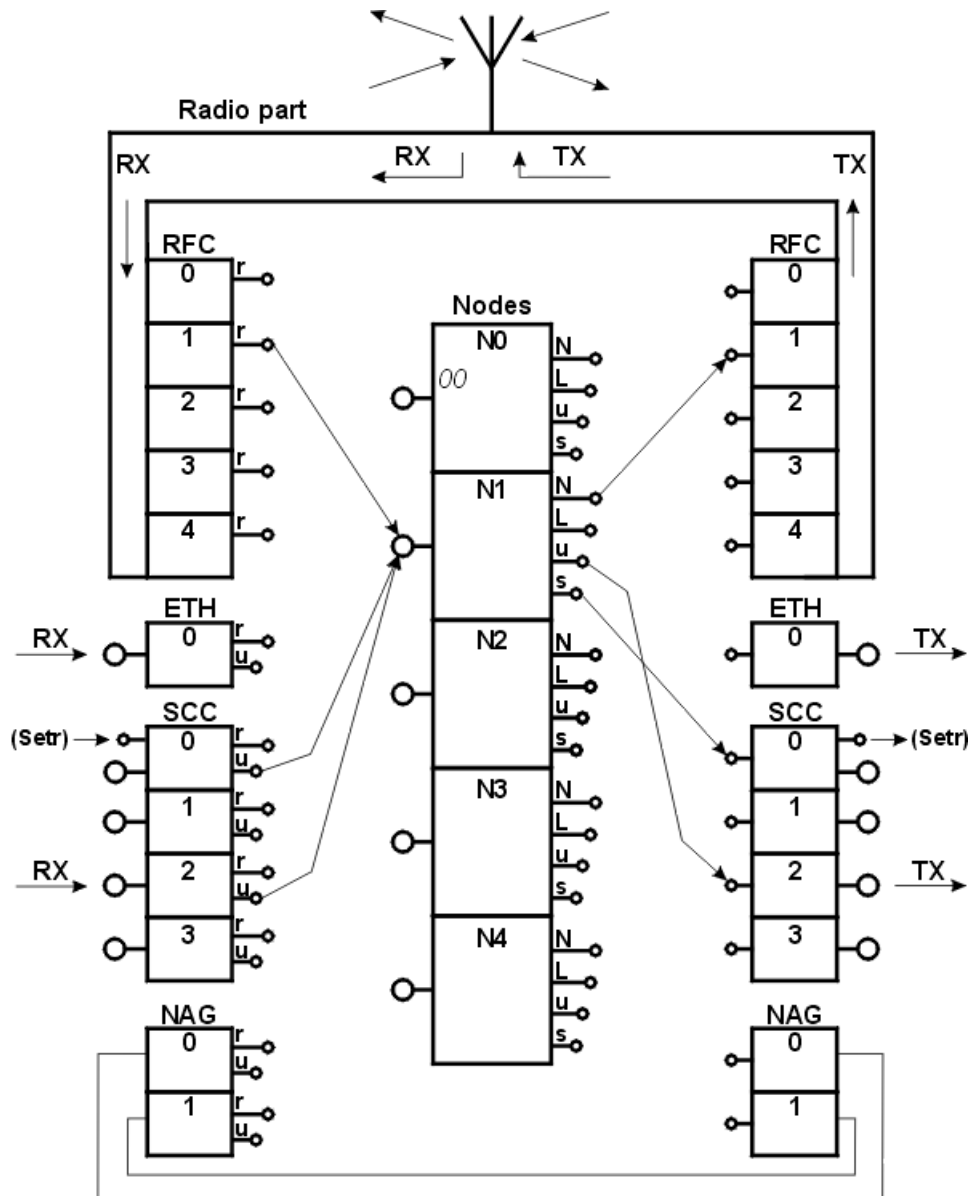 Radio part
RX RX TX TX
RFC RFC
0 r 0
Nodes
1 r N0 N 1
00 L
2 r u 2
s
3 r N1 N 3
4 r L 4
u
s
ETH ETH
RX 0 r N2 N 0 TX
u L
u
SCC s SCC
(Setr) 0 r 0 (Setr)
u
1 r N3 N 1
u L
RX 2 r u 2 TX
u s
3 r N4 N 3
u L
u
NAG s NAG
0 r 0
u
1 r 1
u